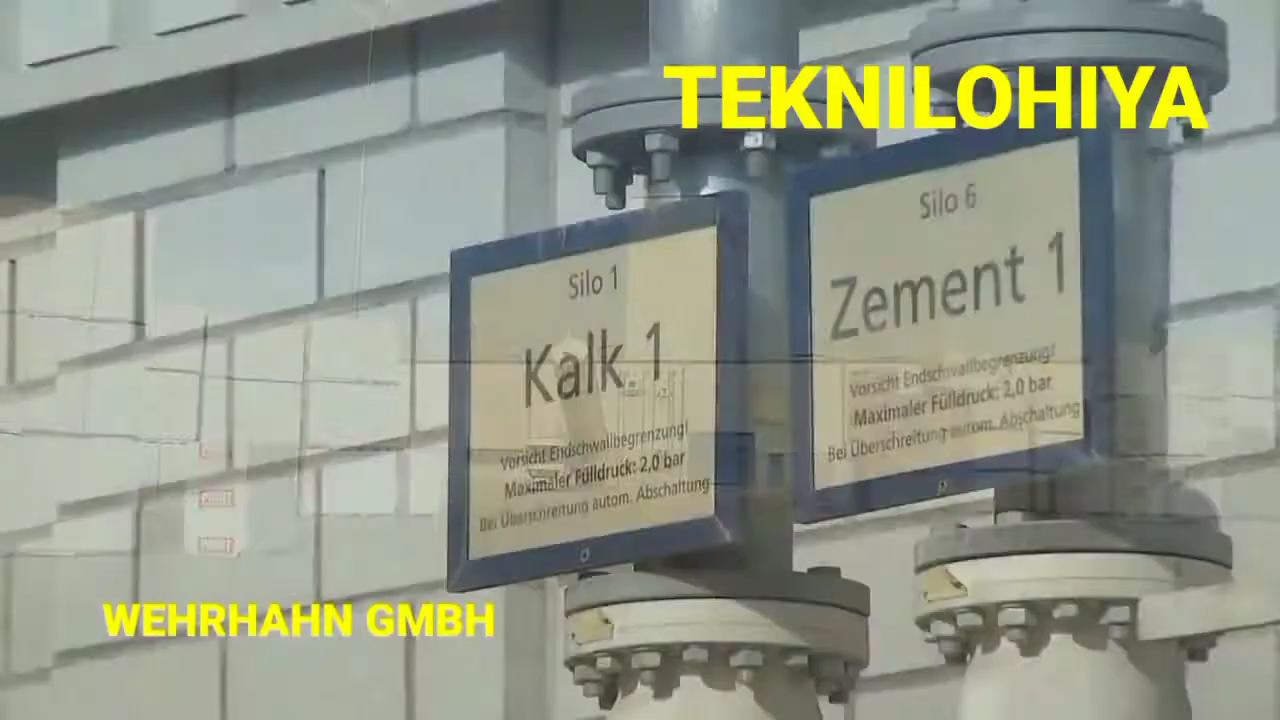 TEKNILOHIYA
Silo 1
Kalk 1
Vorsicht Endschwallbegrenzung!
Maximaler Fülldruck: 2,0 bar
Bei Überschreitung autom. Abschaltung
Silo 6
Zement 1
Vorsicht Endschwallbegrenzung!
Maximaler Fülldruck: 2,0 bar
Bei Überschreitung autom. Abschaltung
WEHRHAHN GMBH